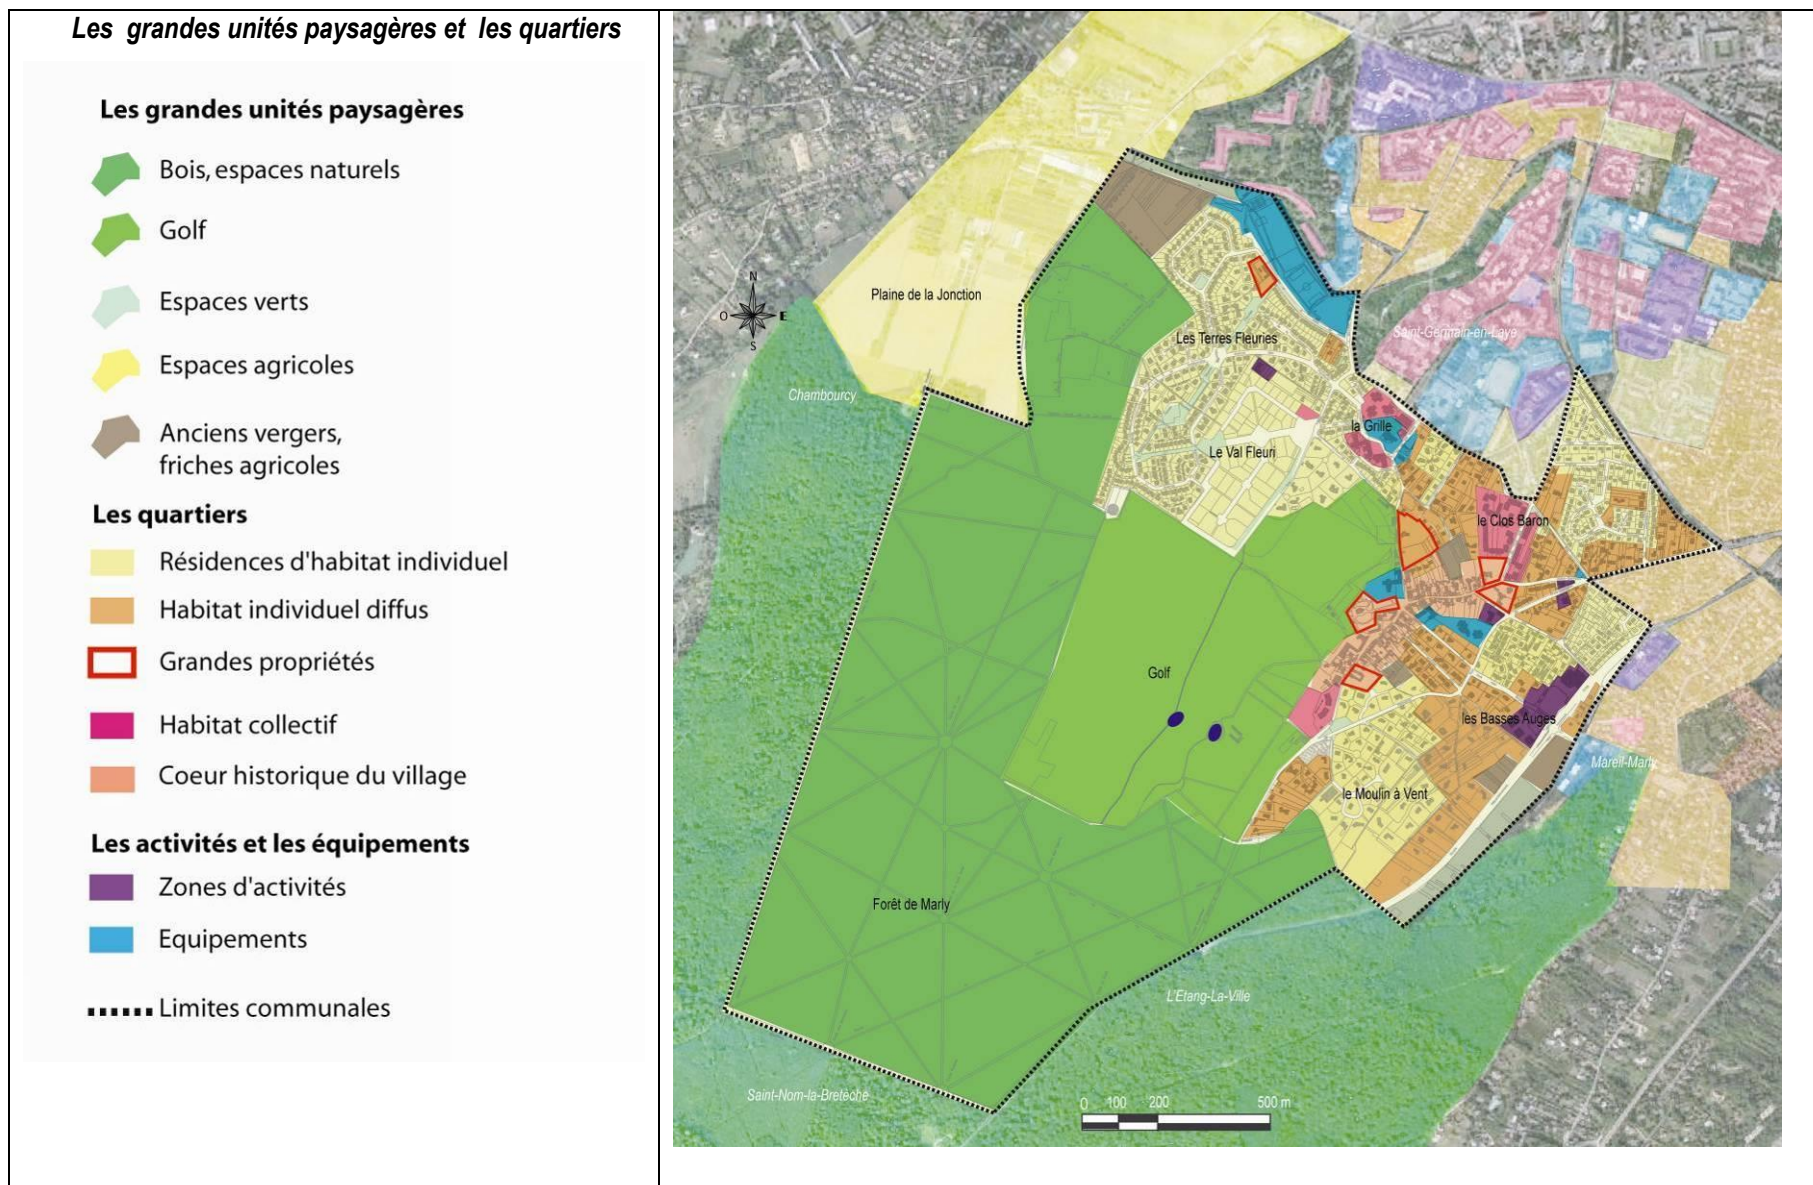 Les grandes unités paysagères et les quartiers
Les grandes unités paysagères
Bois, espaces naturels
Golf
Espaces verts
Espaces agricoles
Anciens vergers,
friches agricoles
Les quartiers
Résidences d'habitat individuel
Habitat individuel diffus
Grandes propriétés
Habitat collectif
Coeur historique du village
Les activités et les équipements
Zones d'activités
Equipements
Limites communales
N
O
E
S
Plaine de la Jonction
Chambourcy
Les Terres Fleuries
Saint-Germain-en-Laye
la Grille
Le Val Fleuri
le Clos Baron
Golf
les Basses Auges
Mareil-Marly
le Moulin à Vent
Forêt de Marly
L'Etang-La-Ville
Saint-Nom-la-Bretèche
0 100 200 500 m